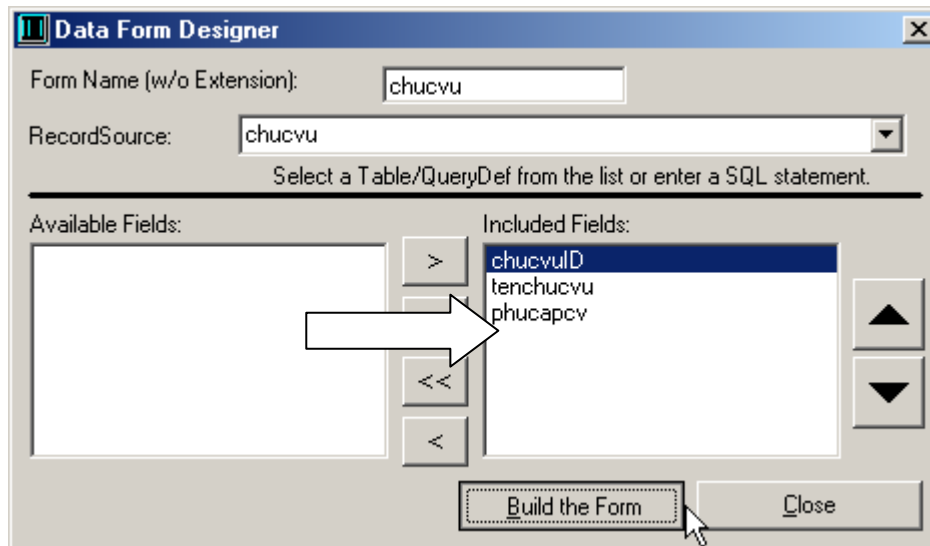 Data Form Designer
Form Name (w/o Extension):
chucvu
RecordSource:
chucvu
Select a Table/QueryDef from the list or enter a SQL statement.
Available Fields:
Included Fields:
>
<<
<
chucvuID
tenchucvu
phucapcv
Build the Form
Close